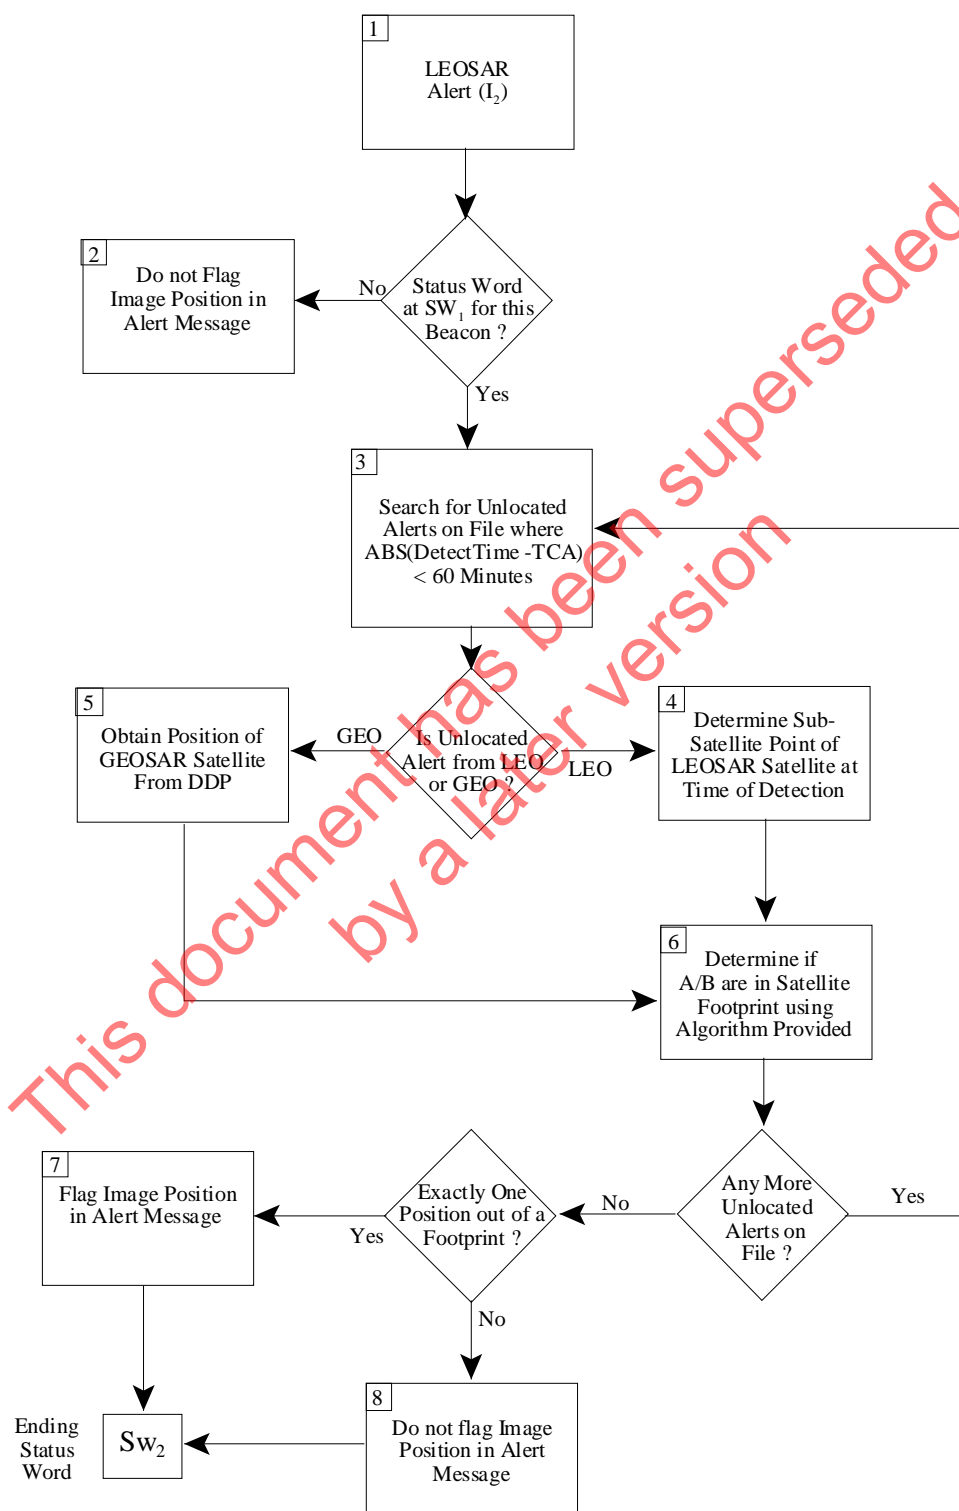 1
LEOSAR
Alert (I₂)
2
Do not Flag
Image Position in
Alert Message
No
Status Word
at SW₁ for this
Beacon ?
Yes
3
Search for Unlocated
Alerts on File where
ABS(DetectTime -TCA)
< 60 Minutes
5
Obtain Position of
GEOSAR Satellite
From DDP
GEO
Is Unlocated
Alert from LEO
or GEO ?
LEO
4
Determine Sub-
Satellite Point of
LEOSAR Satellite at
Time of Detection
6
Determine if
A/B are in Satellite
Footprint using
Algorithm Provided
7
Flag Image Position
in Alert Message
Yes
Exactly One
Position out of a
Footprint ?
No
Any More
Unlocated
Alerts on
File ?
Yes
No
8
Do not flag Image
Position in Alert
Message
Ending
Status
Word
Sw₂
This document has been superseded
by a later version